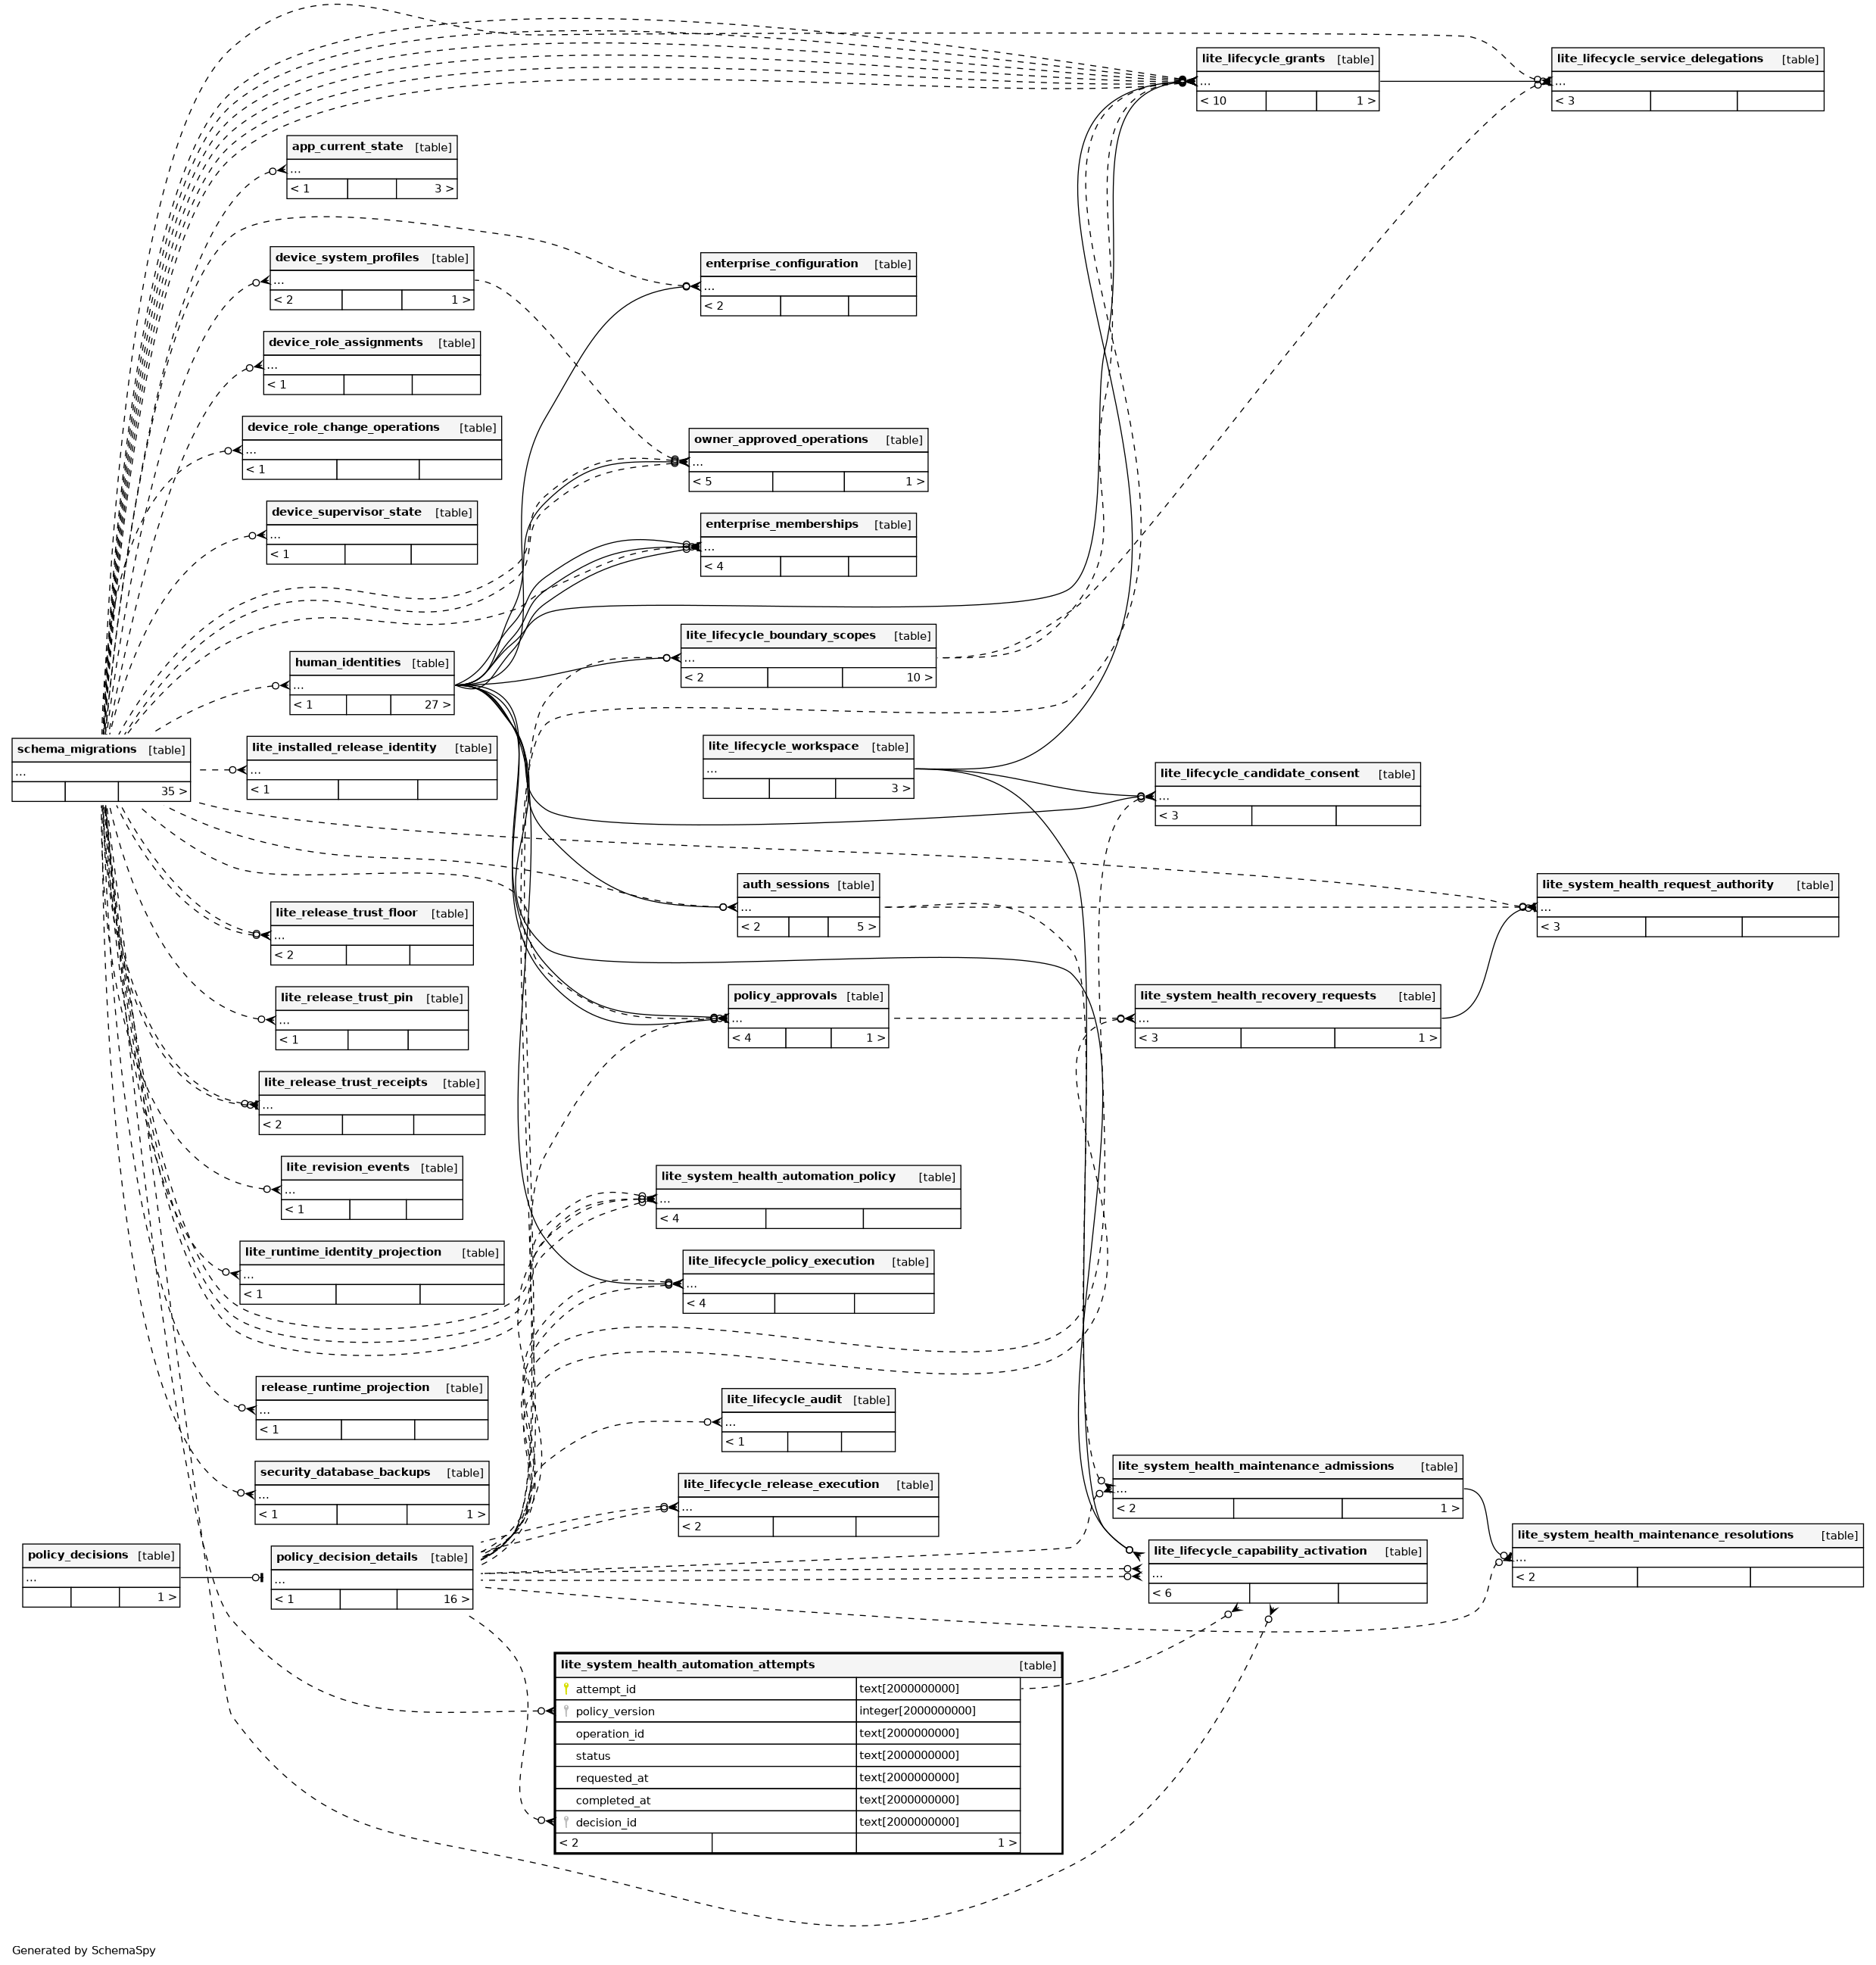 lite_lifecycle_grants [table]
...
< 10 1 >
lite_lifecycle_service_delegations [table]
...
< 3
app_current_state [table]
...
< 1 3 >
device_system_profiles [table]
...
< 2 1 >
enterprise_configuration [table]
...
< 2
device_role_assignments [table]
...
< 1
device_role_change_operations [table]
...
< 1
owner_approved_operations [table]
...
< 5 1 >
device_supervisor_state [table]
...
< 1
enterprise_memberships [table]
...
< 4
human_identities [table]
...
< 1 27 >
lite_lifecycle_boundary_scopes [table]
...
< 2 10 >
schema_migrations [table]
...
35 >
lite_installed_release_identity [table]
...
< 1
lite_lifecycle_workspace [table]
...
3 >
lite_lifecycle_candidate_consent [table]
...
< 3
auth_sessions [table]
...
< 2 5 >
lite_system_health_request_authority [table]
...
< 3
lite_release_trust_floor [table]
...
< 2
lite_release_trust_pin [table]
...
< 1
policy_approvals [table]
...
< 4 1 >
lite_system_health_recovery_requests [table]
...
< 3 1 >
lite_release_trust_receipts [table]
...
< 2
lite_revision_events [table]
...
< 1
lite_system_health_automation_policy [table]
...
< 4
lite_runtime_identity_projection [table]
...
< 1
lite_lifecycle_policy_execution [table]
...
< 4
release_runtime_projection [table]
...
< 1
lite_lifecycle_audit [table]
...
< 1
security_database_backups [table]
...
< 1 1 >
lite_lifecycle_release_execution [table]
...
< 2
lite_system_health_maintenance_admissions [table]
...
< 2 1 >
policy_decisions [table]
...
1 >
policy_decision_details [table]
...
< 1 16 >
lite_lifecycle_capability_activation [table]
...
< 6
lite_system_health_maintenance_resolutions [table]
...
< 2
lite_system_health_automation_attempts [table]
attempt_id text[2000000000]
policy_version integer[2000000000]
operation_id text[2000000000]
status text[2000000000]
requested_at text[2000000000]
completed_at text[2000000000]
decision_id text[2000000000]
< 2 1 >
Generated by SchemaSpy